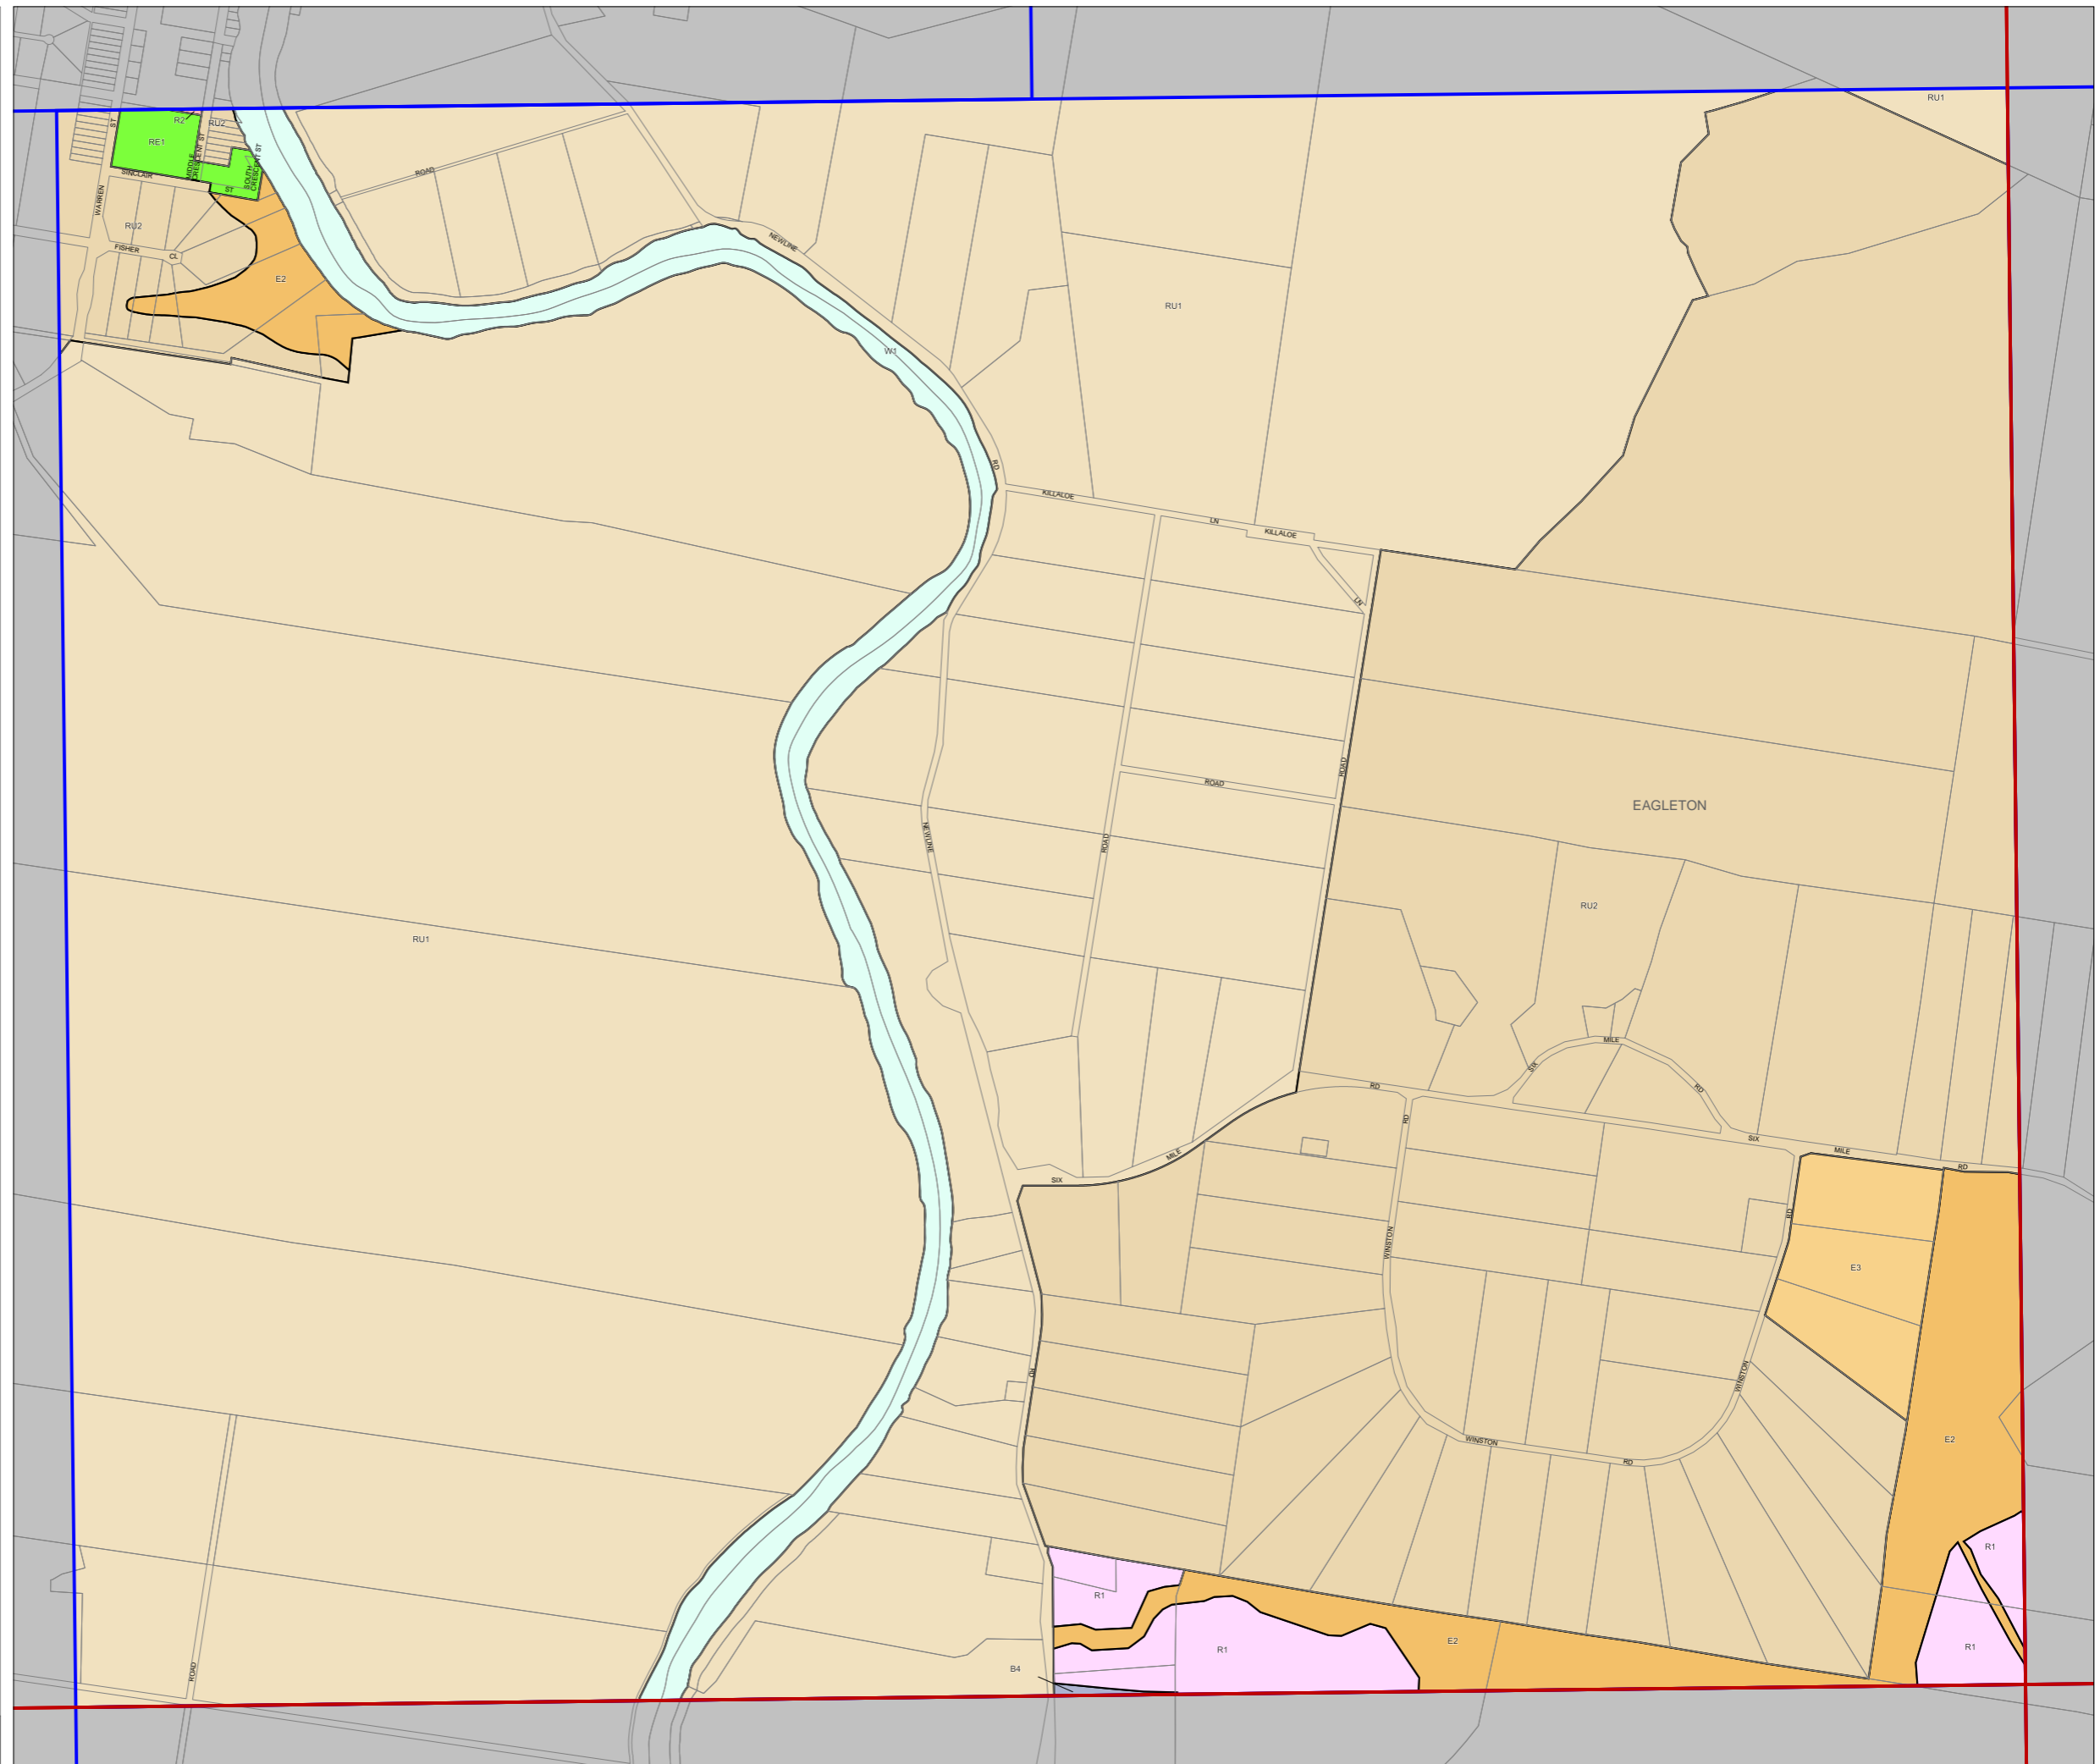 RU1
R2
RU2
ST
RE1
MIDDLE
CRESCENT ST
SOUTH
CRESCENT ST
SINCLAIR
ST
ROAD
WARREN
RU2
FISHER
CL
NEWLINE
E2
RU1
W1
RD
KILLALOE
LN
KILLALOE
LN
ROAD
ROAD
EAGLETON
NEWLINE
ROAD
RU2
RU1
MILE
SIX
RD
RD
RD
SIX
MILE
MILE
RD
SIX
RD
WINSTON
E3
RD
WINSTON
WINSTON
E2
RD
R1
R1
E2
R1
R1
B4
ROAD